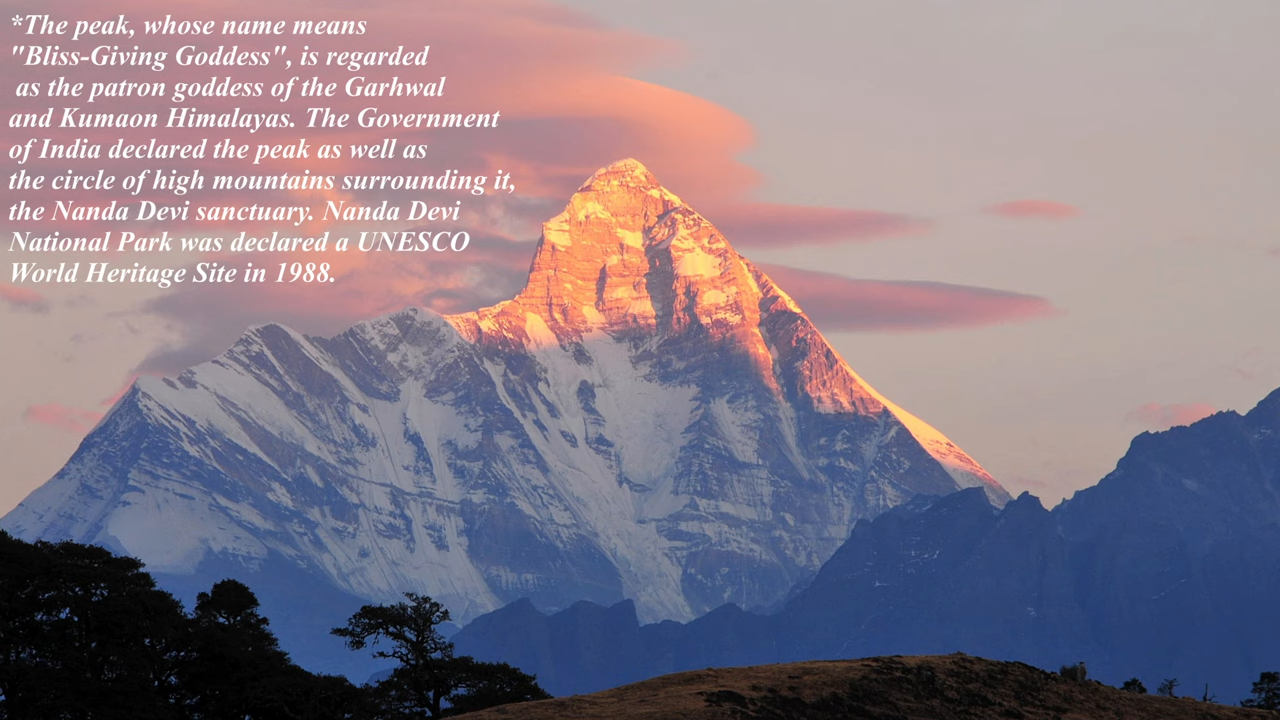 *The peak, whose name means
"Bliss-Giving Goddess", is regarded
as the patron goddess of the Garhwal
and Kumaon Himalayas. The Government
of India declared the peak as well as
the circle of high mountains surrounding it,
the Nanda Devi sanctuary. Nanda Devi
National Park was declared a UNESCO
World Heritage Site in 1988.